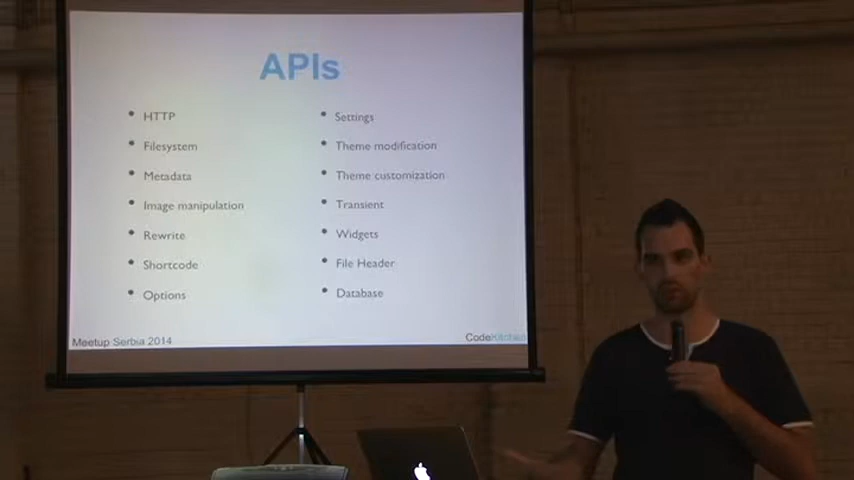 APIs
HTTP
Filesystem
Metadata
Image manipulation
Rewrite
Shortcode
Options
Settings
Theme modification
Theme customization
Transient
Widgets
File Header
Database
Meetup Serbia 2014
CodeKitchen